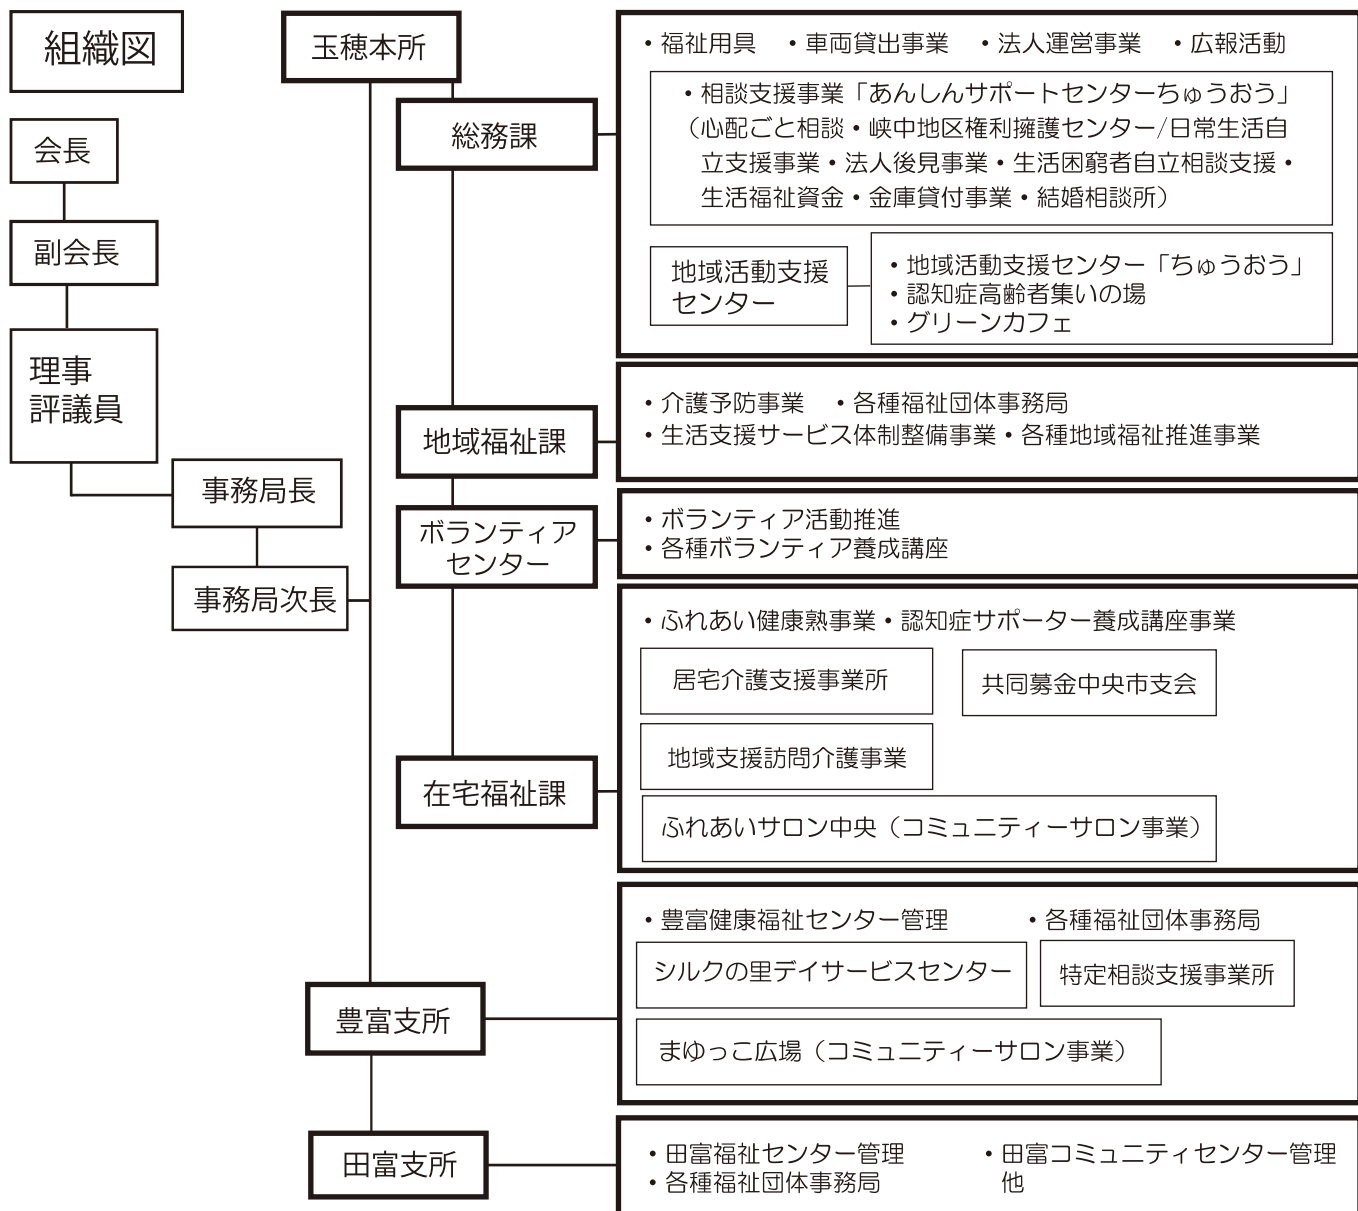 組織図
会長
副会長
理事
評議員
事務局長
事務局次長
玉穂本所
総務課
・福祉用具 ・車両貸出事業 ・法人運営事業 ・広報活動
・相談支援事業「あんしんサポートセンターちゅうおう」
（心配ごと相談・峡中地区権利擁護センター/日常生活自
立支援事業・法人後見事業・生活困窮者自立相談支援・
生活福祉資金・金庫貸付事業・結婚相談所）
地域活動支援
センター
・地域活動支援センター「ちゅうおう」
・認知症高齢者集いの場
・グリーンカフェ
地域福祉課
・介護予防事業 ・各種福祉団体事務局
・生活支援サービス体制整備事業・各種地域福祉推進事業
ボランティア
センター
・ボランティア活動推進
・各種ボランティア養成講座
在宅福祉課
・ふれあい健康熟事業・認知症サポーター養成講座事業
居宅介護支援事業所
共同募金中央市支会
地域支援訪問介護事業
ふれあいサロン中央（コミュニティーサロン事業）
豊富支所
・豊富健康福祉センター管理 ・各種福祉団体事務局
シルクの里デイサービスセンター
特定相談支援事業所
まゆっこ広場（コミュニティーサロン事業）
田富支所
・田富福祉センター管理 ・田富コミュニティセンター管理
・各種福祉団体事務局 他